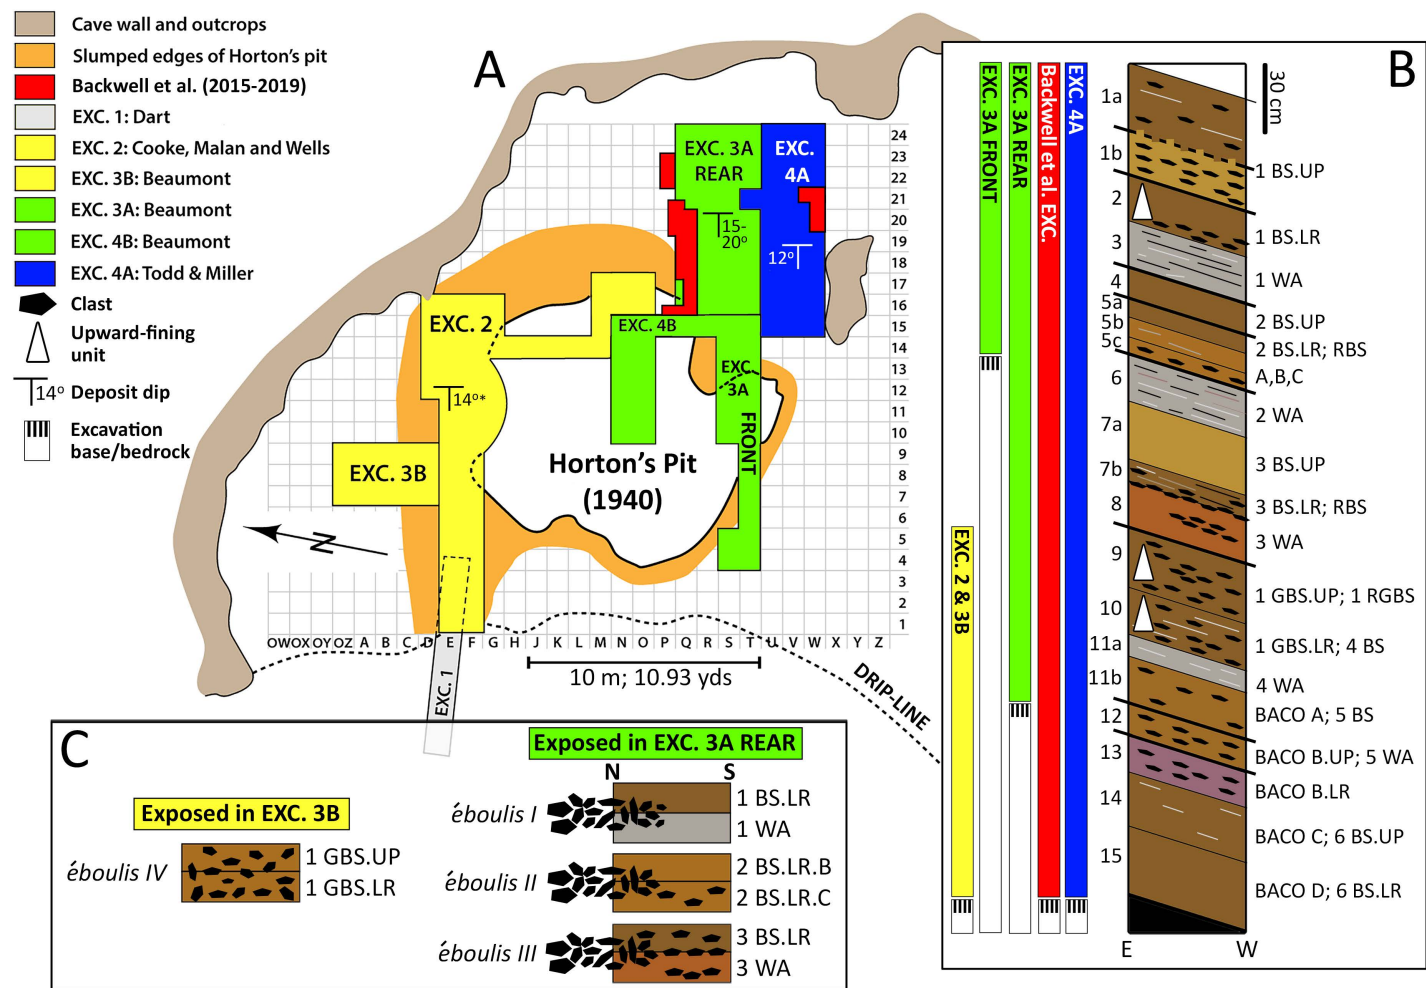 Cave wall and outcrops
Slumped edges of Horton's pit
Backwell et al. (2015-2019)
EXC. 1: Dart
EXC. 2: Cooke, Malan and Wells
EXC. 3B: Beaumont
EXC. 3A: Beaumont
EXC. 4B: Beaumont
EXC. 4A: Todd & Miller
Clast
Upward-fining
unit
14° Deposit dip
Excavation
base/bedrock
A
EXC. 3A
REAR
EXC.
4A
15-
20°
12°
EXC. 2
EXC. 4B
EXC
3A
FRONT
14°*
EXC. 3B
Horton's Pit
(1940)
N
EXC. 1
24
23
22
21
20
19
18
17
16
15
14
13
12
11
10
9
8
7
6
5
4
3
2
1
OW OX OY OZ A B C D E F G H J K L M N O P Q R S T U V W X Y Z
10 m; 10.93 yds
DRIP-LINE
B
EXC. 2 & 3B
EXC. 3A FRONT
EXC. 3A REAR
Backwell et al. EXC.
EXC. 4A
30 cm
1a
1b
2
3
4
5a
5b
5c
6
7a
7b
8
9
10
11a
11b
12
13
14
15
1 BS.UP
1 BS.LR
1 WA
2 BS.UP
2 BS.LR; RBS
A,B,C
2 WA
3 BS.UP
3 BS.LR; RBS
3 WA
1 GBS.UP; 1 RGBS
1 GBS.LR; 4 BS
4 WA
BACO A; 5 BS
BACO B.UP; 5 WA
BACO B.LR
BACO C; 6 BS.UP
BACO D; 6 BS.LR
E W
C
Exposed in EXC. 3B
éboulis IV
1 GBS.UP
1 GBS.LR
Exposed in EXC. 3A REAR
N S
éboulis I
1 BS.LR
1 WA
éboulis II
2 BS.LR.B
2 BS.LR.C
éboulis III
3 BS.LR
3 WA